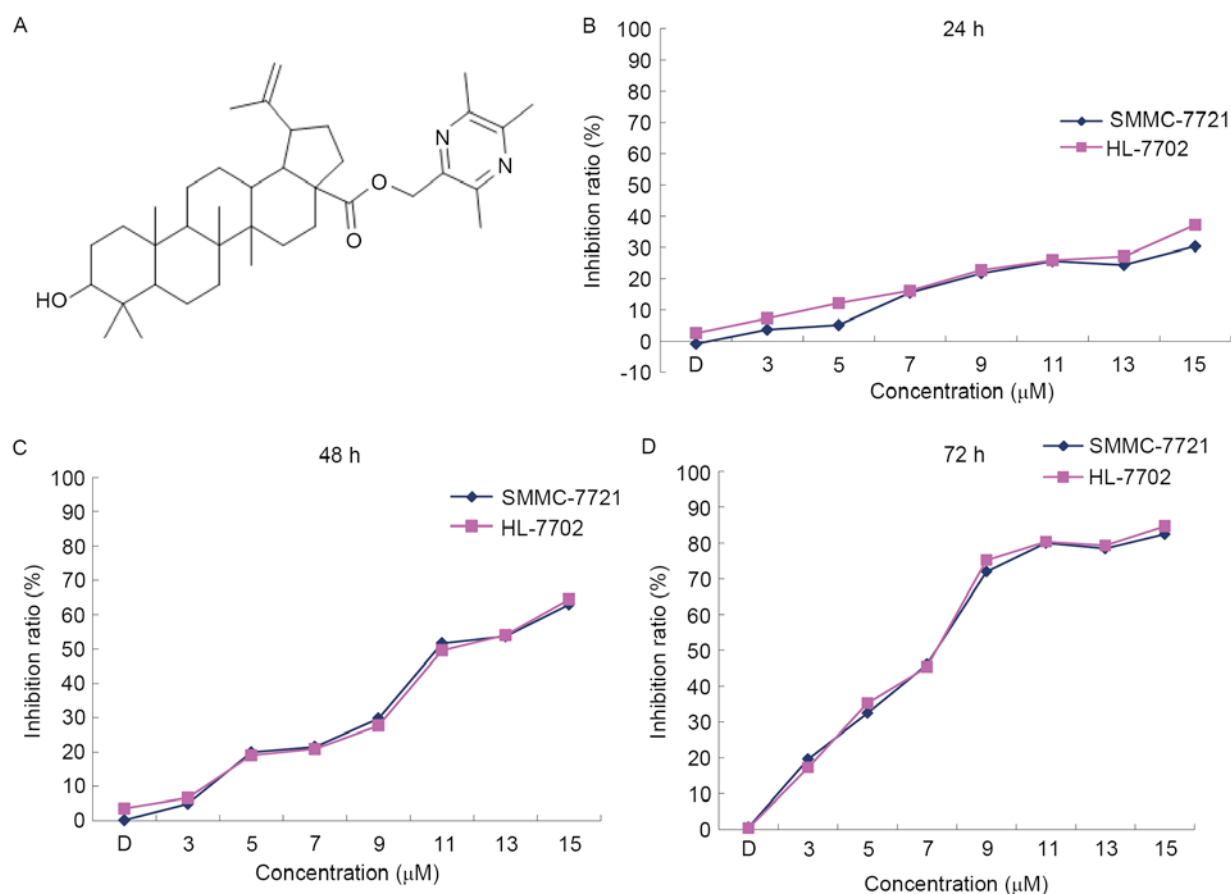 A
HO
O
O
N
N
B
24 h
SMMC-7721
HL-7702
Inhibition ratio (%)
100
90
80
70
60
50
40
30
20
10
0
-10
D 3 5 7 9 11 13 15
Concentration (μM)
C
48 h
SMMC-7721
HL-7702
Inhibition ratio (%)
100
90
80
70
60
50
40
30
20
10
0
D 3 5 7 9 11 13 15
Concentration (μM)
D
72 h
SMMC-7721
HL-7702
Inhibition ratio (%)
100
90
80
70
60
50
40
30
20
10
0
D 3 5 7 9 11 13 15
Concentration (μM)